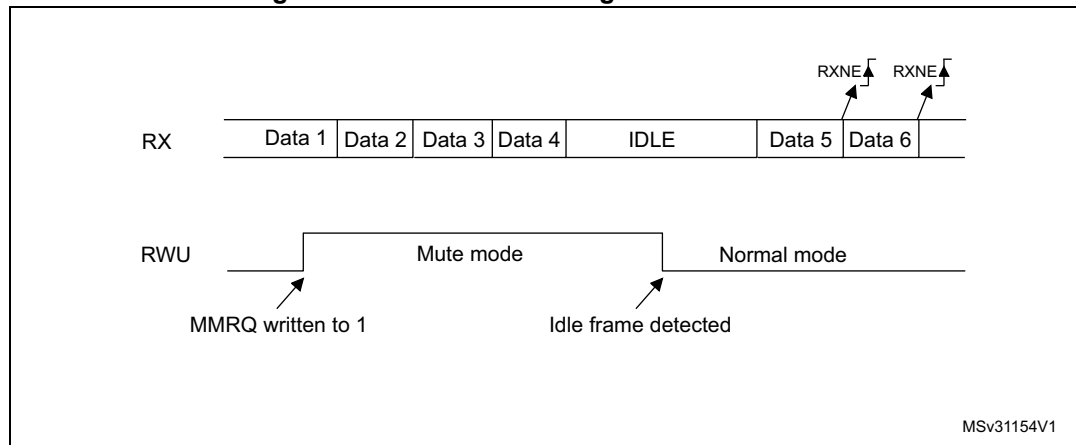 RXNE RXNE
RX Data 1 Data 2 Data 3 Data 4 IDLE Data 5 Data 6
RWU Mute mode Normal mode
MMRQ written to 1 Idle frame detected
MSv31154V1